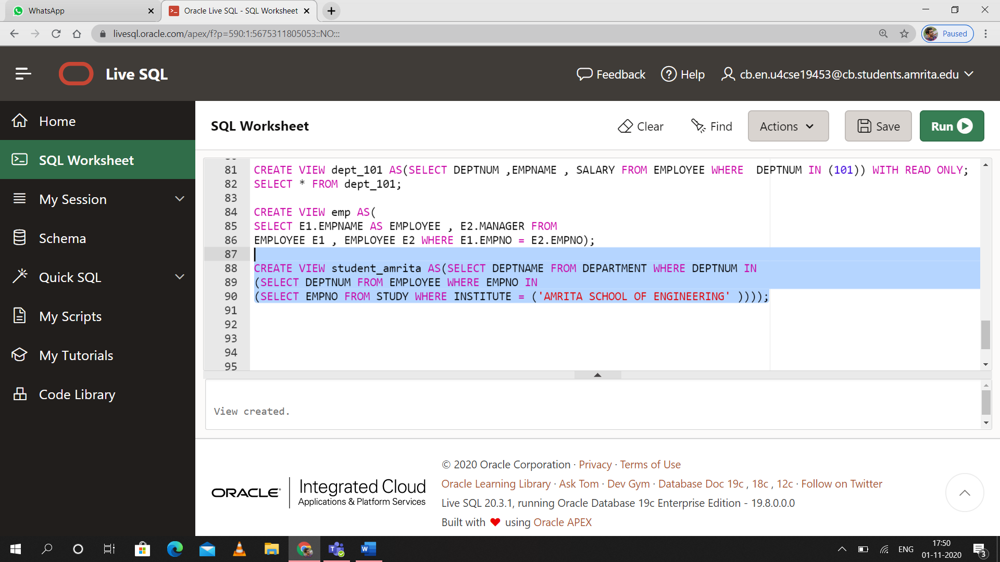 WhatsApp
Oracle Live SQL - SQL Worksheet
livesql.oracle.com/apex/f?p=590:1:5675311805053::NO:::
Paused
Live SQL
Feedback
Help
cb.en.u4cse19453@cb.students.amrita.edu
Home
SQL Worksheet
My Session
Schema
Quick SQL
My Scripts
My Tutorials
Code Library
SQL Worksheet
Clear
Find
Actions
Save
Run
81 CREATE VIEW dept_101 AS(SELECT DEPTNUM ,EMPNAME , SALARY FROM EMPLOYEE WHERE  DEPTNUM IN (101)) WITH READ ONLY;
82 SELECT * FROM dept_101;
83
84 CREATE VIEW emp AS(
85 SELECT E1.EMPNAME AS EMPLOYEE , E2.MANAGER FROM
86 EMPLOYEE E1 , EMPLOYEE E2 WHERE E1.EMPNO = E2.EMPNO);
87
88 CREATE VIEW student_amrita AS(SELECT DEPTNAME FROM DEPARTMENT WHERE DEPTNUM IN
89 (SELECT DEPTNUM FROM EMPLOYEE WHERE EMPNO IN
90 (SELECT EMPNO FROM STUDY WHERE INSTITUTE = ('AMRITA SCHOOL OF ENGINEERING' ))));
91
92
93
94
95
View created.
ORACLE
Integrated Cloud
Applications & Platform Services
© 2020 Oracle Corporation · Privacy · Terms of Use
Oracle Learning Library · Ask Tom · Dev Gym · Database Doc 19c , 18c , 12c · Follow on Twitter
Live SQL 20.3.1, running Oracle Database 19c Enterprise Edition - 19.8.0.0.0
Built with ❤ using Oracle APEX
ENG
17:50
01-11-2020
3